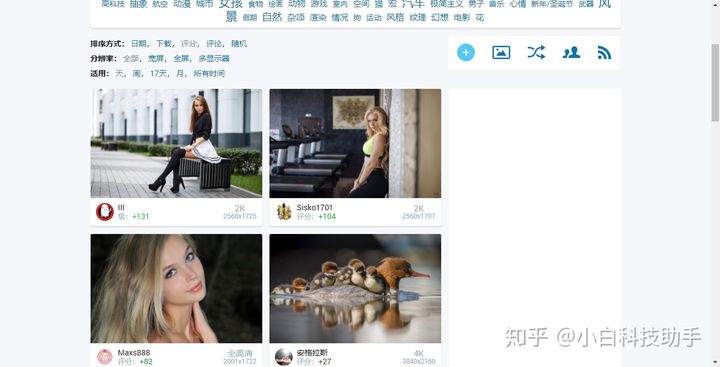 高科技 抽象 航空 动漫 城市 女孩 食物 绘画 动物 游戏 室内 空间 猫 宏 汽车 极简主义 男子 音乐 心情 新年/圣诞节 武器 风
景 假期 自然 杂项 渲染 情况 狗 运动 风格 纹理 幻想 电影 花
排序方式： 日期， 下载， 评分， 评论， 随机
分辨率： 全部， 宽屏， 全屏， 多显示器
适用： 天， 周， 17天， 月， 所有时间
III 2K
级： +131 2560x1725
Sisko1701 2K
评分： +104 2560x1707
Maxs888 全高清
评分： +82 2001x1722
安格拉斯 4K
评分： +27 3840x2160
知乎 @小白科技助手